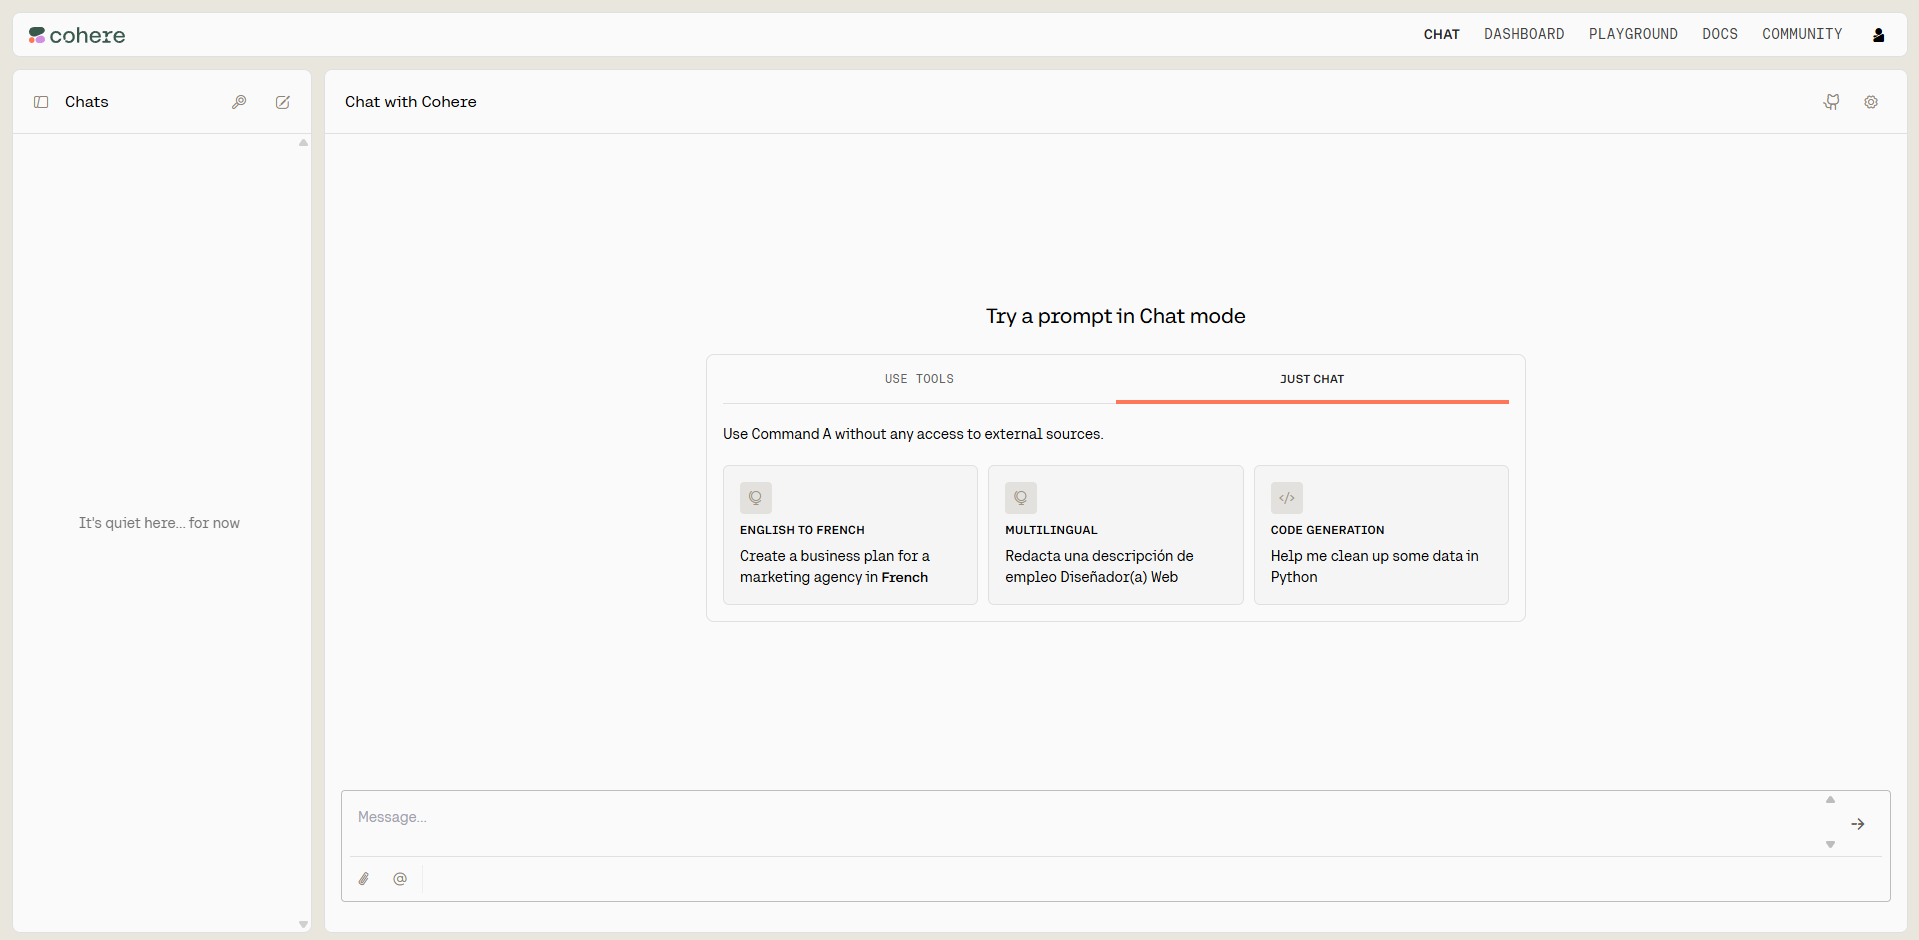 cohere
CHAT DASHBOARD PLAYGROUND DOCS COMMUNITY
Chats
Chat with Cohere
It's quiet here... for now
Try a prompt in Chat mode
USE TOOLS
JUST CHAT
Use Command A without any access to external sources.
ENGLISH TO FRENCH
Create a business plan for a
marketing agency in French
MULTILINGUAL
Redacta una descripción de
empleo Diseñador(a) Web
CODE GENERATION
Help me clean up some data in
Python
Message...